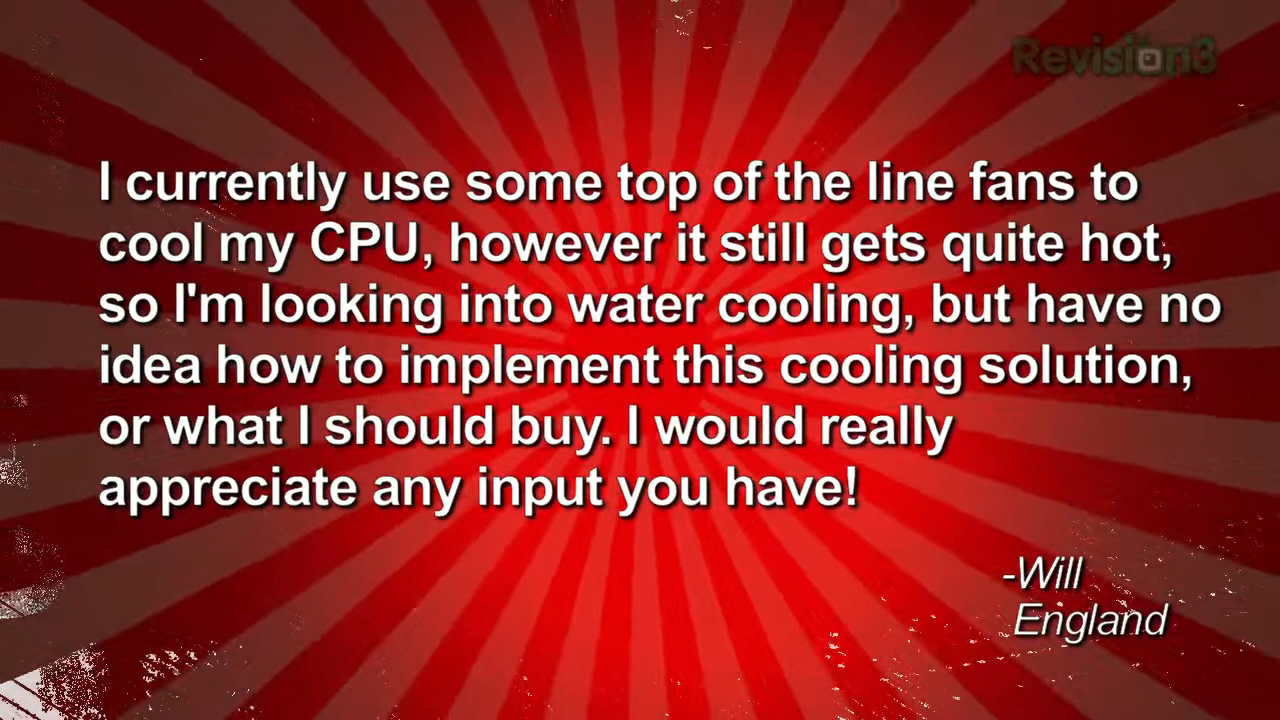 Revision3
I currently use some top of the line fans to
cool my CPU, however it still gets quite hot,
so I'm looking into water cooling, but have no
idea how to implement this cooling solution,
or what I should buy. I would really
appreciate any input you have!
-Will
England